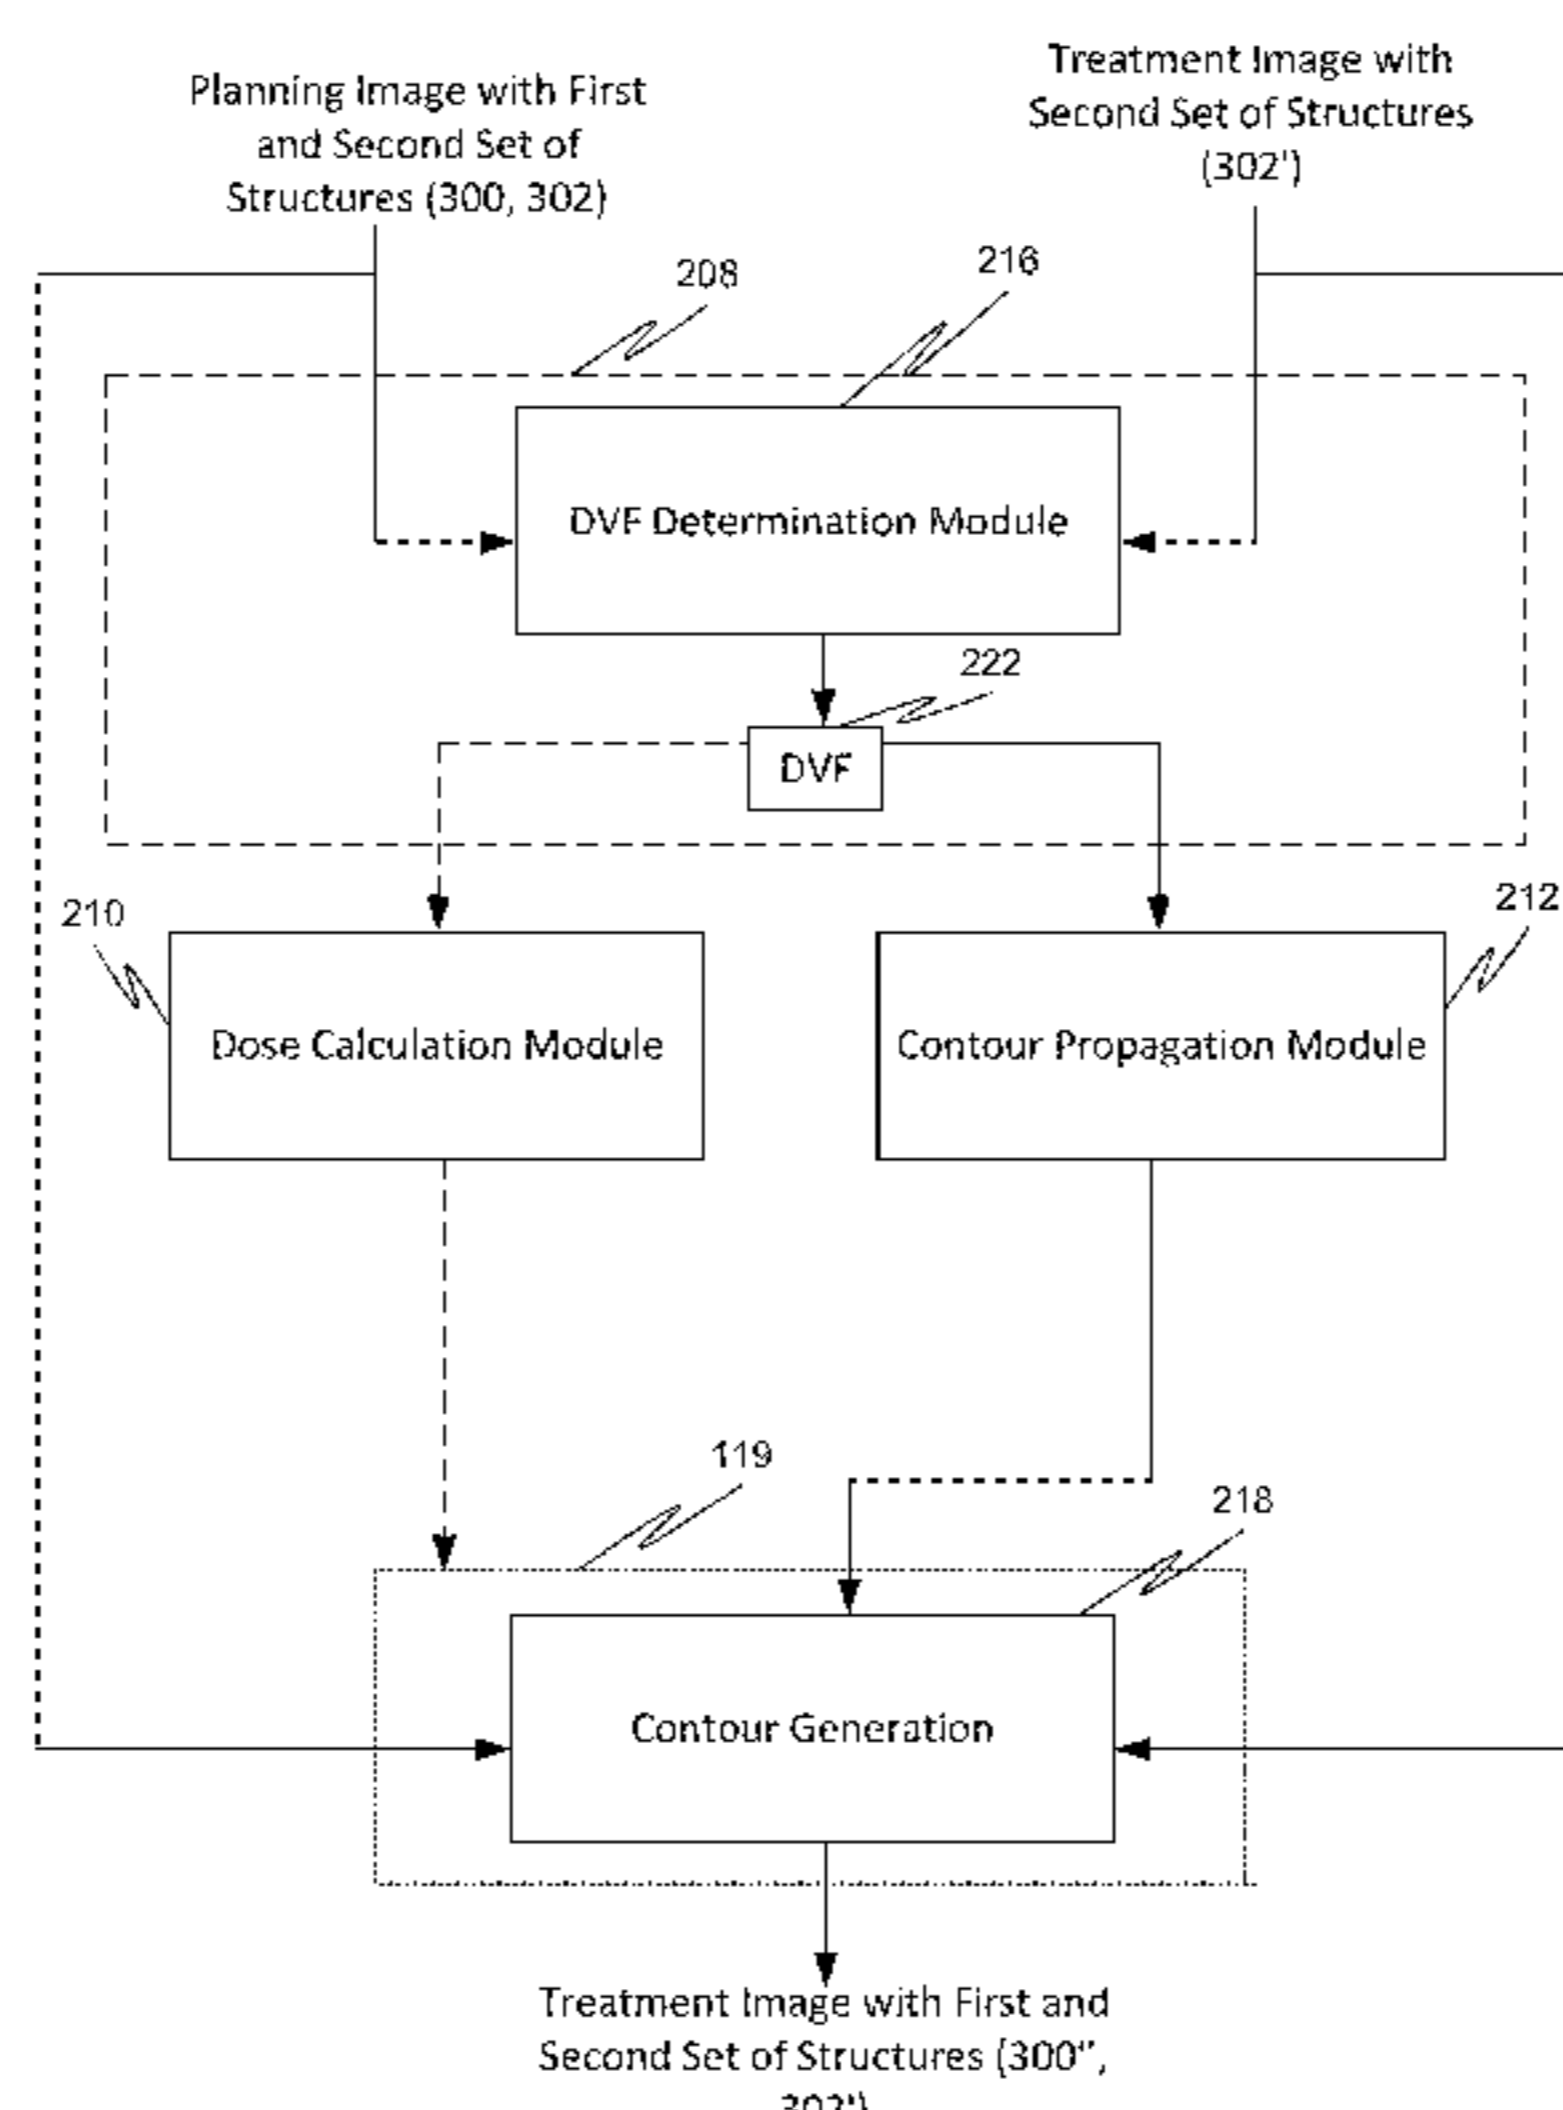 Planning Image with First
and Second Set of
Structures (300, 302)
Treatment Image with
Second Set of Structures
(302')
208
216
DVF Determination Module
222
DVF
210
212
Dose Calculation Module
Contour Propagation Module
119
218
Contour Generation
Treatment Image with First and
Second Set of Structures (300",
302')